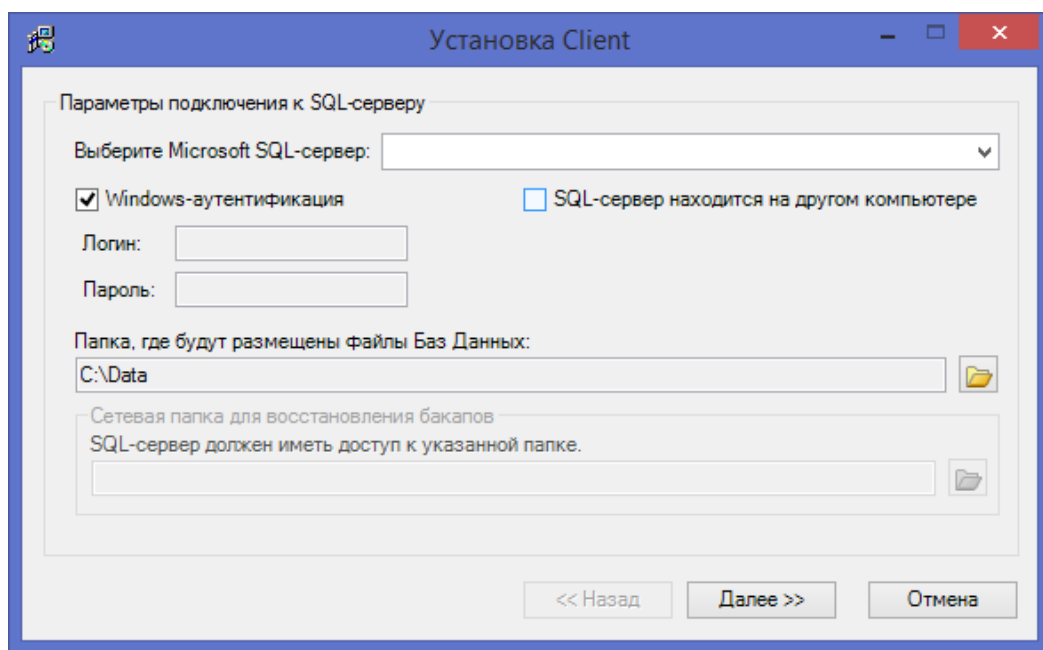 Установка Client
Параметры подключения к SQL-серверу
Выберите Microsoft SQL-сервер:
Windows-аутентификация
SQL-сервер находится на другом компьютере
Логин:
Пароль:
Папка, где будут размещены файлы Баз Данных:
C:\Data
Сетевая папка для восстановления бакапов
SQL-сервер должен иметь доступ к указанной папке.
<< Назад
Далее >>
Отмена